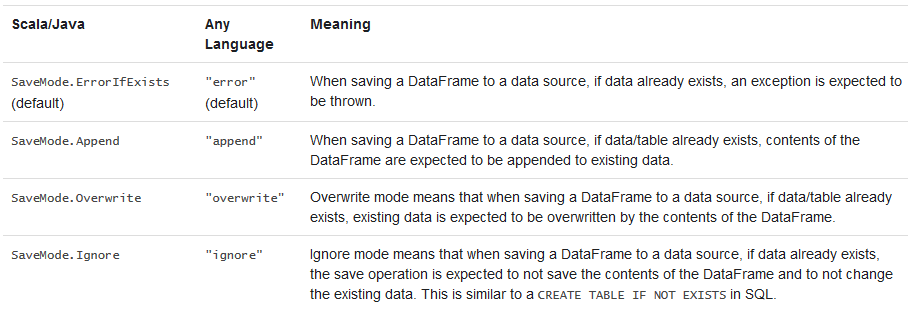 Scala/Java Any Language Meaning
SaveMode.ErrorIfExists (default) "error" (default) When saving a DataFrame to a data source, if data already exists, an exception is expected to
be thrown.
SaveMode.Append "append" When saving a DataFrame to a data source, if data/table already exists, contents of the
DataFrame are expected to be appended to existing data.
SaveMode.Overwrite "overwrite" Overwrite mode means that when saving a DataFrame to a data source, if data/table already
exists, existing data is expected to be overwritten by the contents of the DataFrame.
SaveMode.Ignore "ignore" Ignore mode means that when saving a DataFrame to a data source, if data already exists,
the save operation is expected to not save the contents of the DataFrame and to not change
the existing data. This is similar to a CREATE TABLE IF NOT EXISTS in SQL.